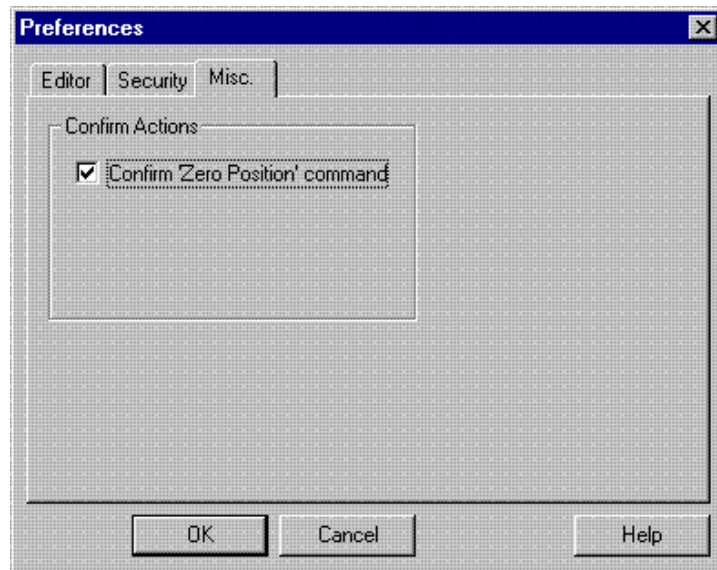 Preferences
Editor Security Misc.
Confirm Actions
Confirm 'Zero Position' command
OK Cancel Help